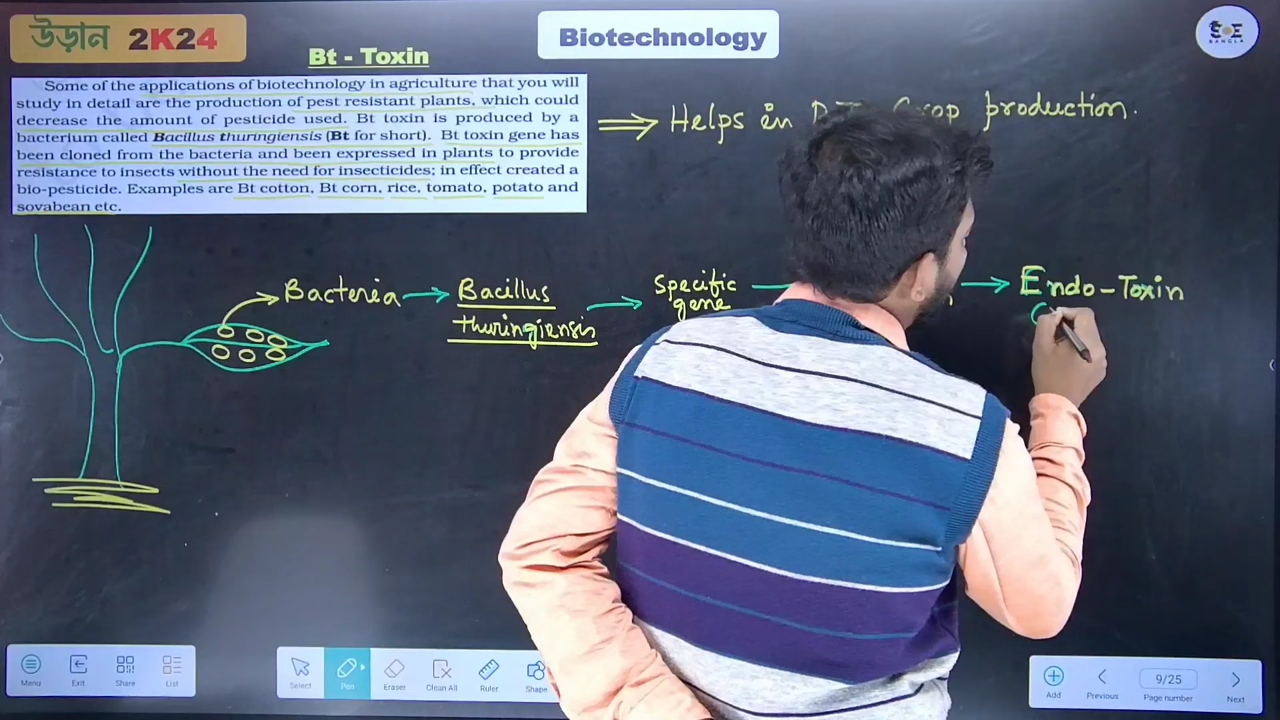 উড়ান 2K24
Biotechnology
BANGLA
Bt - Toxin
Some of the applications of biotechnology in agriculture that you will
study in detail are the production of pest resistant plants, which could
decrease the amount of pesticide used. Bt toxin is produced by a
bacterium called Bacillus thuringiensis (Bt for short). Bt toxin gene has
been cloned from the bacteria and been expressed in plants to provide
resistance to insects without the need for insecticides; in effect created a
bio-pesticide. Examples are Bt cotton, Bt corn, rice, tomato, potato and
soyabean etc.
Helps in Crop production.
Bacteria
Bacillus
thuringiensis
Specific
gene
Endo-Toxin
Menu
Exit
Share
List
Select
Pen
Eraser
Clean All
Ruler
Shape
Add
Previous
9/25
Page number
Next